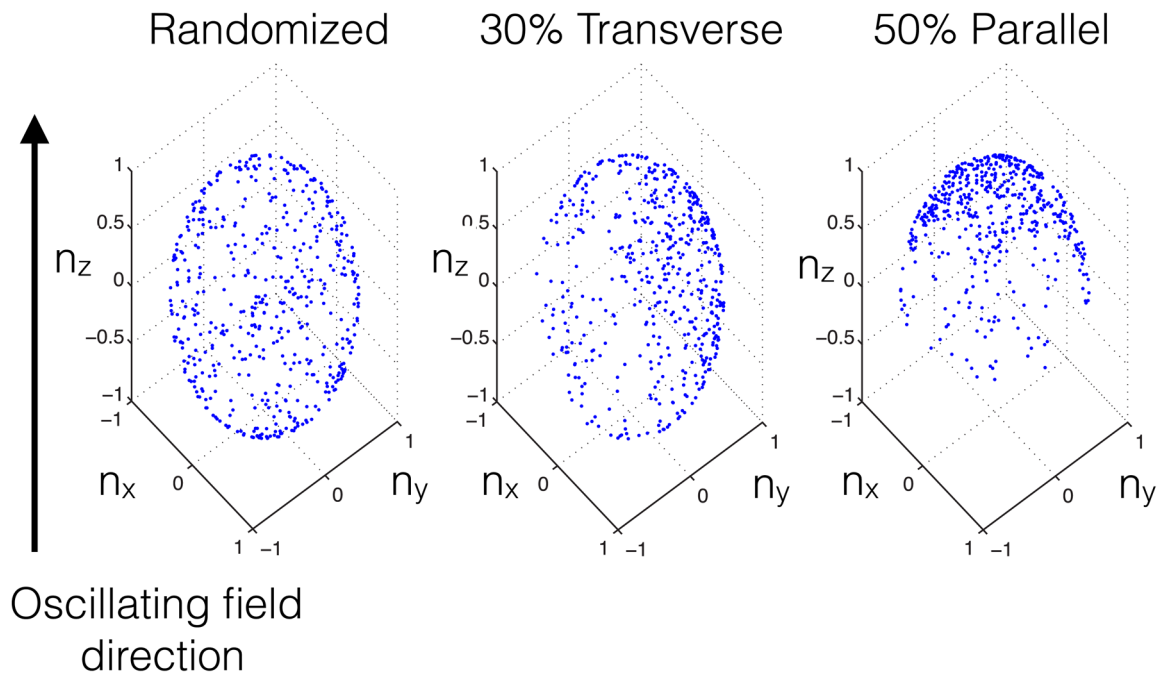 Randomized 30% Transverse 50% Parallel
1 1 1
0.5 0.5
nz 0 nz 0 nz 0
−0.5 −0.5 −0.5
−1 −1 −1
−1 −1 −1
1 1 1
nx 0 0 ny nx 0 0 ny nx 0 0 ny
1 −1 1 −1 1 −1
Oscillating field
direction